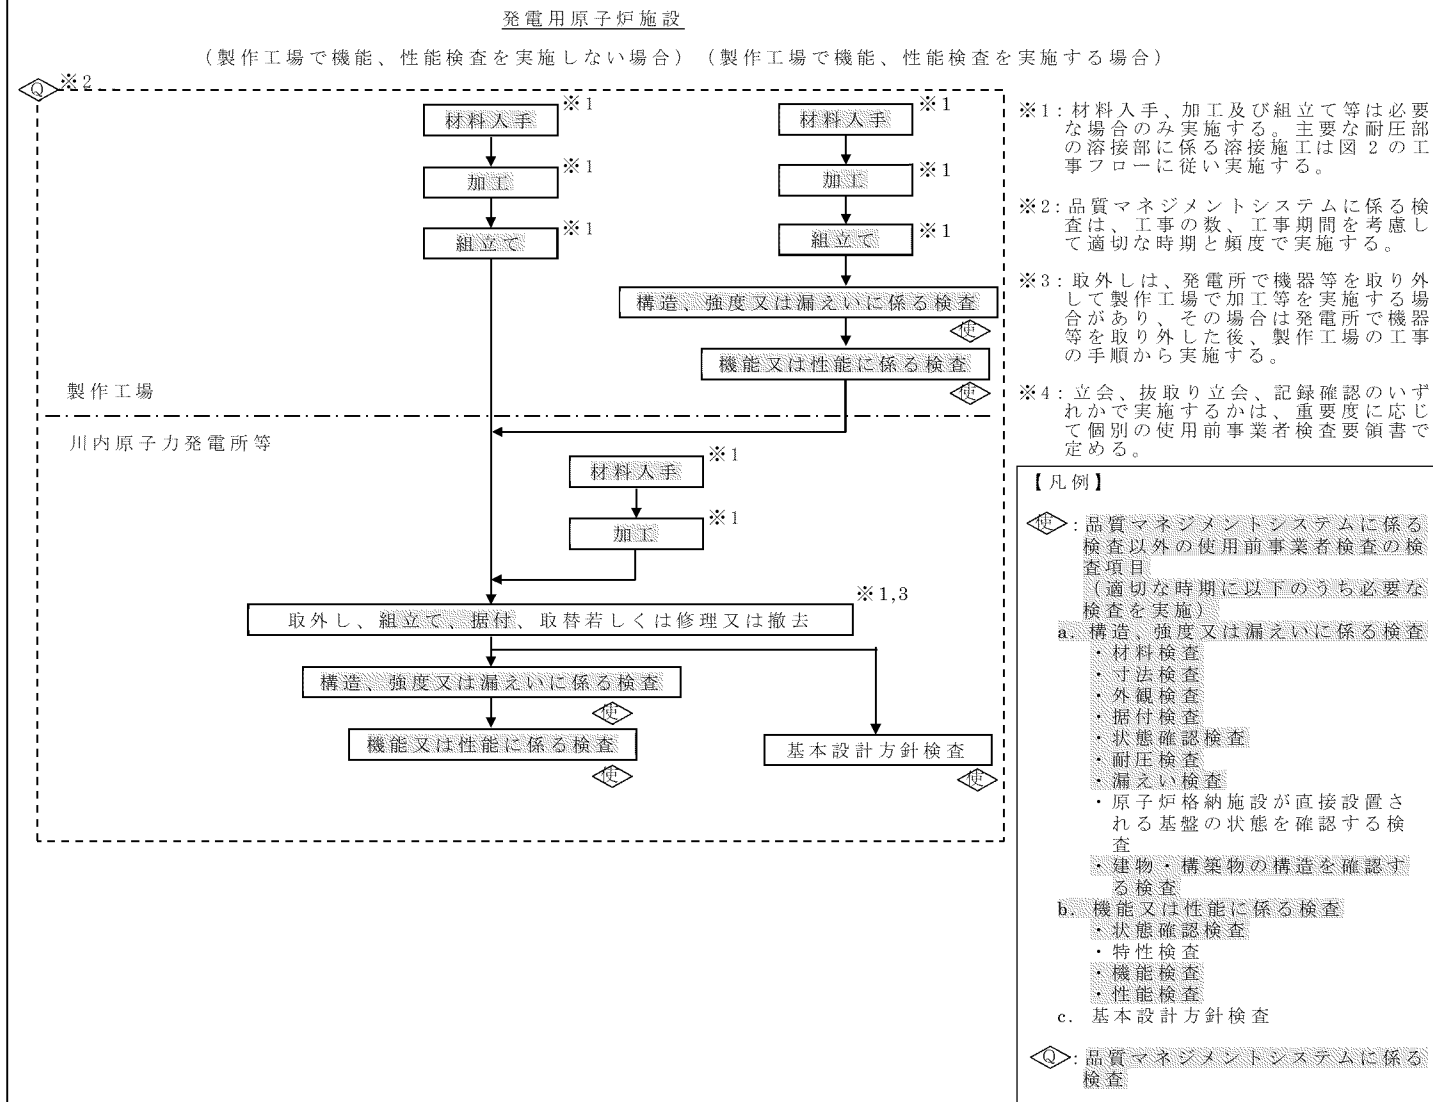 発電用原子炉施設
（製作工場で機能、性能検査を実施しない場合）（製作工場で機能、性能検査を実施する場合）
Q ※2
材料入手 ※1
加工 ※1
組立て ※1
材料入手 ※1
加工 ※1
組立て ※1
構造、強度又は漏えいに係る検査
使
機能又は性能に係る検査
使
製作工場
川内原子力発電所等
材料入手 ※1
加工 ※1
※1,3
取外し、組立て、据付、取替若しくは修理又は撤去
構造、強度又は漏えいに係る検査
使
機能又は性能に係る検査
使
基本設計方針検査
使
※1：材料入手、加工及び組立て等は必要
な場合のみ実施する。主要な耐圧部
の溶接部に係る溶接施工は図2の工
事フローに従い実施する。
※2：品質マネジメントシステムに係る検
査は、工事の数、工事期間を考慮し
て適切な時期と頻度で実施する。
※3：取外しは、発電所で機器等を取り外
して製作工場で加工等を実施する場
合があり、その場合は発電所で機器
等を取り外した後、製作工場の工事
の手順から実施する。
※4：立会、抜取り立会、記録確認のいず
れかで実施するかは、重要度に応じ
て個別の使用前事業者検査要領書で
定める。
【凡例】
使：品質マネジメントシステムに係る
検査以外の使用前事業者検査の検
査項目
（適切な時期に以下のうち必要な
検査を実施）
a. 構造、強度又は漏えいに係る検査
・材料検査
・寸法検査
・外観検査
・据付検査
・状態確認検査
・耐圧検査
・漏えい検査
・原子炉格納施設が直接設置さ
れる基盤の状態を確認する検
査
・建物・構築物の構造を確認す
る検査
b. 機能又は性能に係る検査
・状態確認検査
・特性検査
・機能検査
・性能検査
c. 基本設計方針検査
Q：品質マネジメントシステムに係る
検査